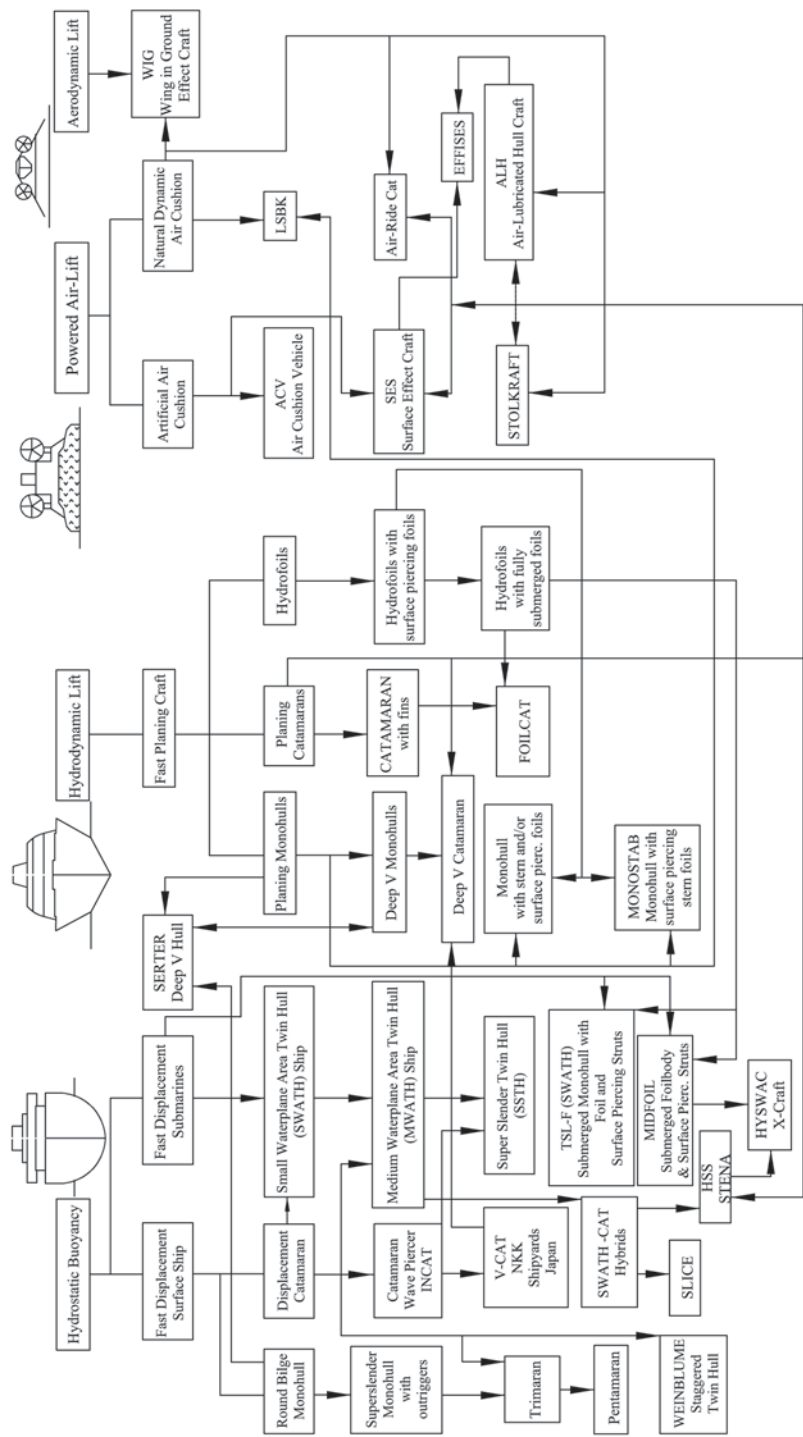 Hydrostatic Buoyancy
Hydrodynamic Lift
Powered Air-Lift
Aerodynamic Lift
Fast Displacement
Surface Ship
Fast Displacement
Submarines
SERTER
Deep V Hull
Fast Planing Craft
Artificial Air
Cushion
Natural Dynamic
Air Cushion
WIG
Wing in Ground
Effect Craft
Round Bilge
Monohull
Displacement
Catamaran
Small Waterplane Area Twin Hull
(SWATH) Ship
Planing Monohulls
Planing
Catamarans
Hydrofoils
ACV
Air Cushion Vehicle
LSBK
Superslender
Monohull
with
outriggers
Catamaran
Wave Piercer
INCAT
Medium Waterplane Area Twin Hull
(MWATH) Ship
Deep V Monohulls
CATAMARAN
with fins
Hydrofoils with
surface piercing foils
SES
Surface Effect Craft
Air-Ride Cat
EFFISES
Trimaran
V-CAT
NKK
Shipyards
Japan
Super Slender Twin Hull
(SSTH)
Deep V Catamaran
Monohull
with stern and/or
surface pierc. foils
FOILCAT
Hydrofoils
with fully
submerged foils
STOLKRAFT
ALH
Air-Lubricated Hull Craft
Pentamaran
SWATH -CAT
Hybrids
TSL-F (SWATH)
Submerged Monohull with
Foil and
Surface Piercing Struts
MONOSTAB
Monohull with
surface piercing
stern foils
WEINBLUME
Staggered
Twin Hull
SLICE
HSS
STENA
MIDFOIL
Submerged Foilbody
& Surface Pierc. Struts
HYSWAC
X-Craft